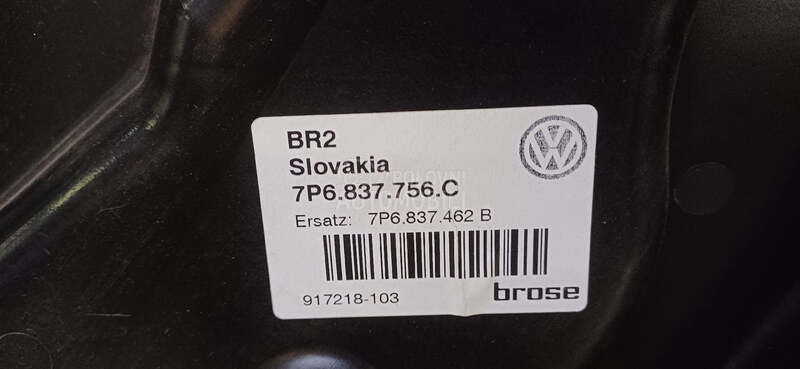 BR2
Slovakia
7P6.837.756.C
Ersatz: 7P6.837.462 B
917218-103
brose